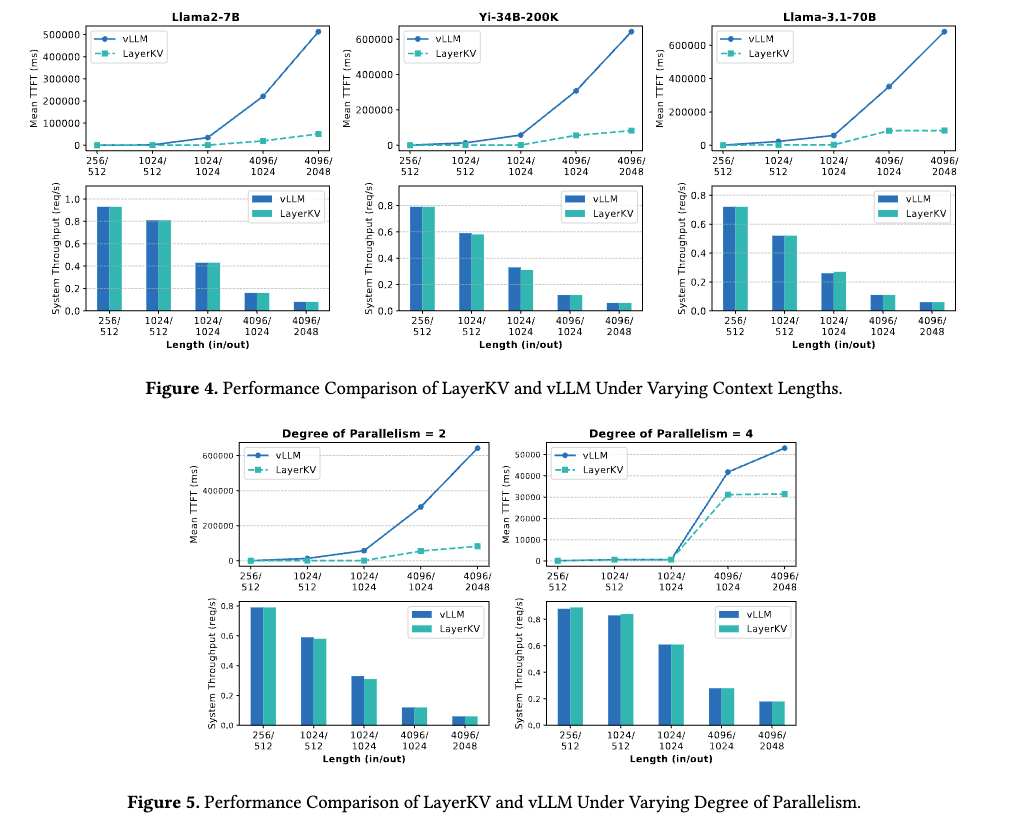 Llama2-7B
Mean TTFT (ms)
500000
400000
300000
200000
100000
0
vLLM
LayerKV
256/ 1024/ 1024/ 4096/ 4096/
512 512 1024 1024 2048
Yi-34B-200K
Mean TTFT (ms)
600000
400000
200000
0
vLLM
LayerKV
256/ 1024/ 1024/ 4096/ 4096/
512 512 1024 1024 2048
Llama-3.1-70B
Mean TTFT (ms)
600000
400000
200000
0
vLLM
LayerKV
256/ 1024/ 1024/ 4096/ 4096/
512 512 1024 1024 2048
System Throughput (req/s)
1.0
0.8
0.6
0.4
0.2
0.0
vLLM
LayerKV
256/ 1024/ 1024/ 4096/ 4096/
512 512 1024 1024 2048
Length (in/out)
System Throughput (req/s)
0.8
0.6
0.4
0.2
0.0
vLLM
LayerKV
256/ 1024/ 1024/ 4096/ 4096/
512 512 1024 1024 2048
Length (in/out)
System Throughput (req/s)
0.8
0.6
0.4
0.2
0.0
vLLM
LayerKV
256/ 1024/ 1024/ 4096/ 4096/
512 512 1024 1024 2048
Length (in/out)
Figure 4. Performance Comparison of LayerKV and vLLM Under Varying Context Lengths.
Degree of Parallelism = 2
Mean TTFT (ms)
600000
400000
200000
0
vLLM
LayerKV
256/ 1024/ 1024/ 4096/ 4096/
512 512 1024 1024 2048
Degree of Parallelism = 4
Mean TTFT (ms)
50000
40000
30000
20000
10000
0
vLLM
LayerKV
256/ 1024/ 1024/ 4096/ 4096/
512 512 1024 1024 2048
System Throughput (req/s)
0.8
0.6
0.4
0.2
0.0
vLLM
LayerKV
256/ 1024/ 1024/ 4096/ 4096/
512 512 1024 1024 2048
Length (in/out)
System Throughput (req/s)
0.8
0.6
0.4
0.2
0.0
vLLM
LayerKV
256/ 1024/ 1024/ 4096/ 4096/
512 512 1024 1024 2048
Length (in/out)
Figure 5. Performance Comparison of LayerKV and vLLM Under Varying Degree of Parallelism.